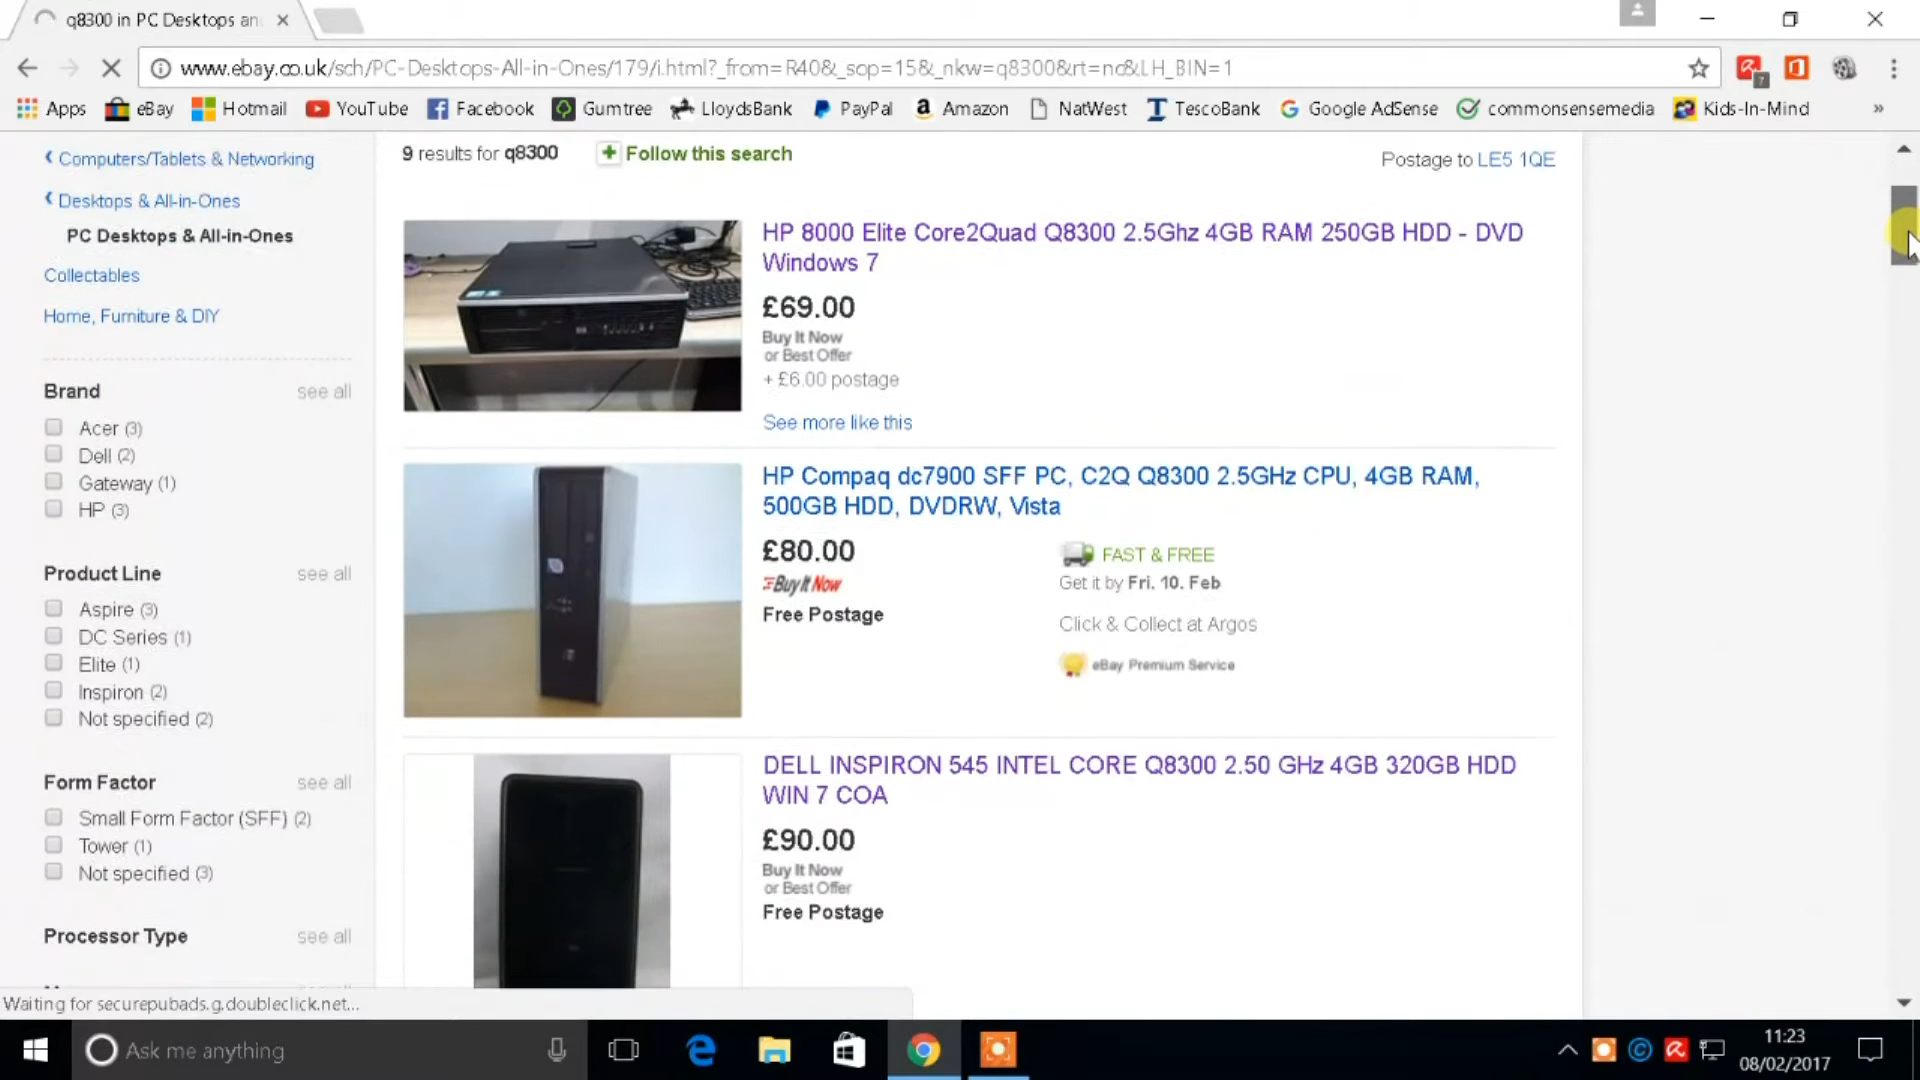 q8300 in PC Desktops an
www.ebay.co.uk/sch/PC-Desktops-All-in-Ones/179/i.html?_from=R40&_sop=15&_nkw=q8300&rt=nc&LH_BIN=1
7
Apps eBay Hotmail YouTube Facebook Gumtree LloydsBank PayPal Amazon NatWest TescoBank Google AdSense commonsensemedia Kids-In-Mind »
Computers/Tablets & Networking
Desktops & All-in-Ones
PC Desktops & All-in-Ones
Collectables
Home, Furniture & DIY
Brand see all
Acer (3)
Dell (2)
Gateway (1)
HP (3)
Product Line see all
Aspire (3)
DC Series (1)
Elite (1)
Inspiron (2)
Not specified (2)
Form Factor see all
Small Form Factor (SFF) (2)
Tower (1)
Not specified (3)
Processor Type see all
9 results for q8300
Follow this search
Postage to LE5 1QE
HP 8000 Elite Core2Quad Q8300 2.5Ghz 4GB RAM 250GB HDD - DVD
Windows 7
£69.00
Buy It Now
or Best Offer
+ £6.00 postage
See more like this
HP Compaq dc7900 SFF PC, C2Q Q8300 2.5GHz CPU, 4GB RAM,
500GB HDD, DVDRW, Vista
£80.00
Buy It Now
Free Postage
FAST & FREE
Get it by Fri. 10. Feb
Click & Collect at Argos
eBay Premium Service
DELL INSPIRON 545 INTEL CORE Q8300 2.50 GHz 4GB 320GB HDD
WIN 7 COA
£90.00
Buy It Now
or Best Offer
Free Postage
Waiting for securepubads.g.doubleclick.net...
Ask me anything
11:23
08/02/2017